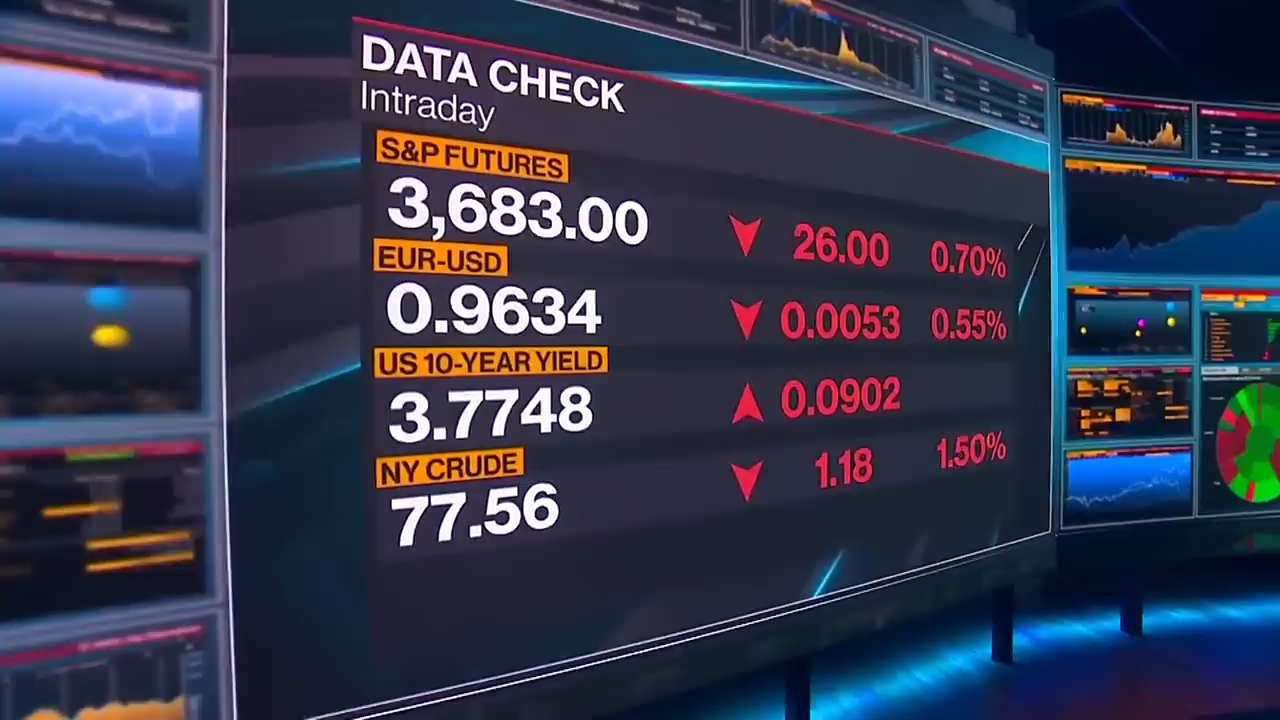 DATA CHECK
Intraday
S&P FUTURES
3,683.00 26.00 0.70%
EUR-USD
0.9634 0.0053 0.55%
US 10-YEAR YIELD
3.7748 0.0902
NY CRUDE
77.56 1.18 1.50%